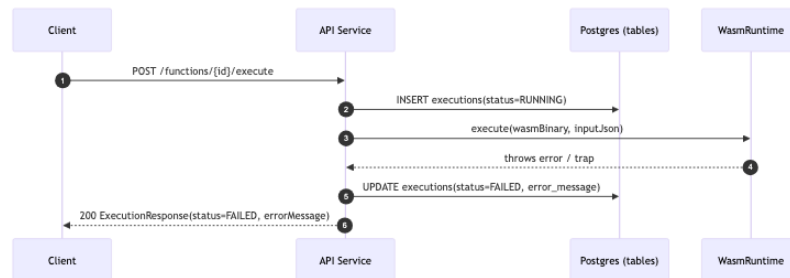 Client
API Service
Postgres (tables)
WasmRuntime
1
POST /functions/{id}/execute
2
INSERT executions(status=RUNNING)
3
execute(wasmBinary, inputJson)
throws error / trap
4
5
UPDATE executions(status=FAILED, error_message)
200 ExecutionResponse(status=FAILED, errorMessage)
6
Client
API Service
Postgres (tables)
WasmRuntime